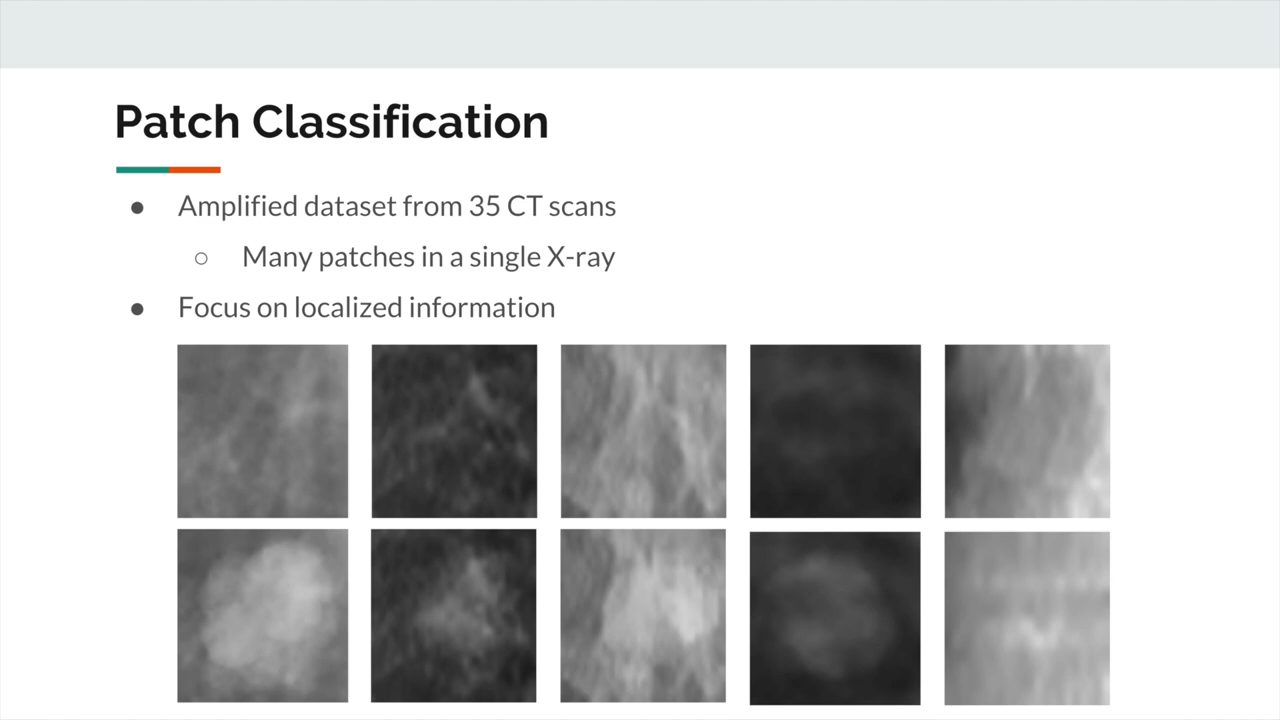 Patch Classification
● Amplified dataset from 35 CT scans
○ Many patches in a single X-ray
● Focus on localized information